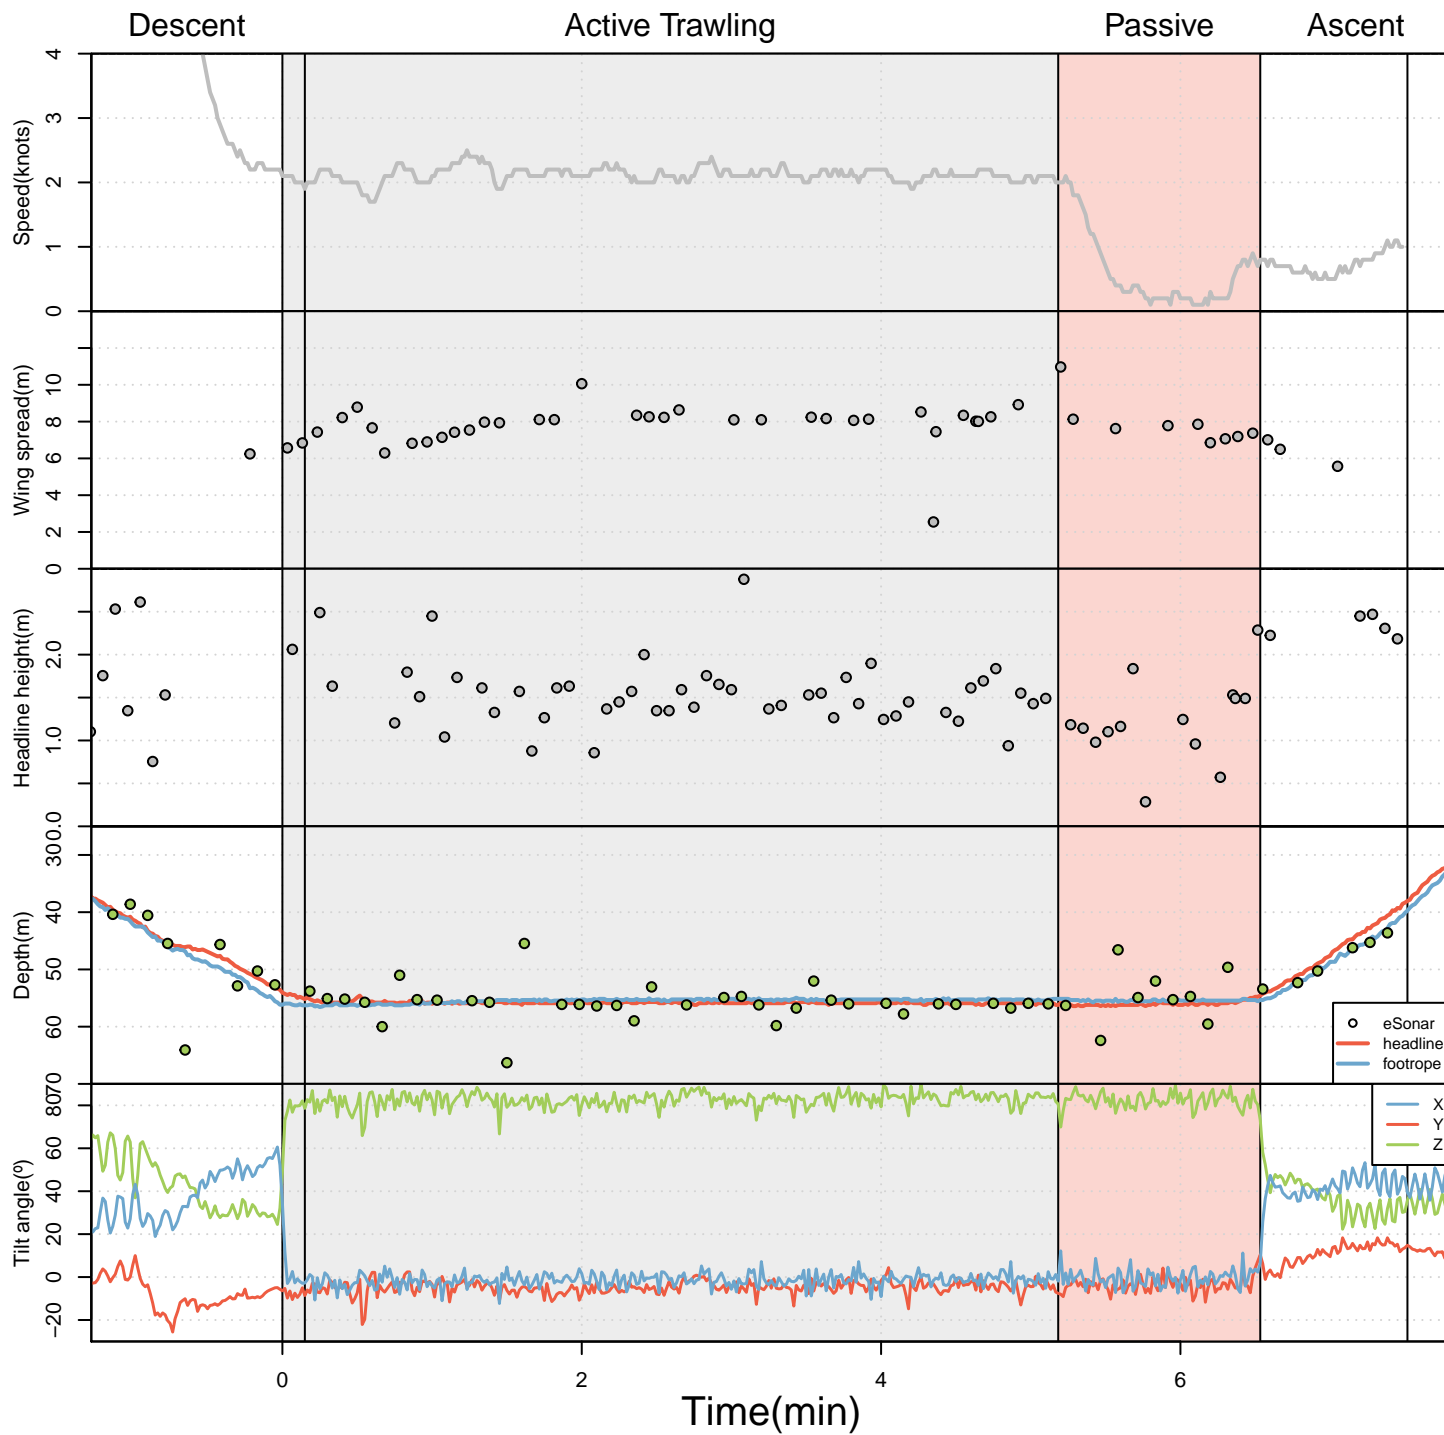 Descent Active Trawling Passive Ascent
Speed(knots)
4
3
2
1
0
Wing spread(m)
10
8
6
4
2
0
Headline height(m)
2.0
1.0
0.0
Depth(m)
30
40
50
60
70
eSonar
headline
footrope
Tilt angle(º)
80
60
40
20
0
−20
X
Y
Z
0 2 4 6
Time(min)